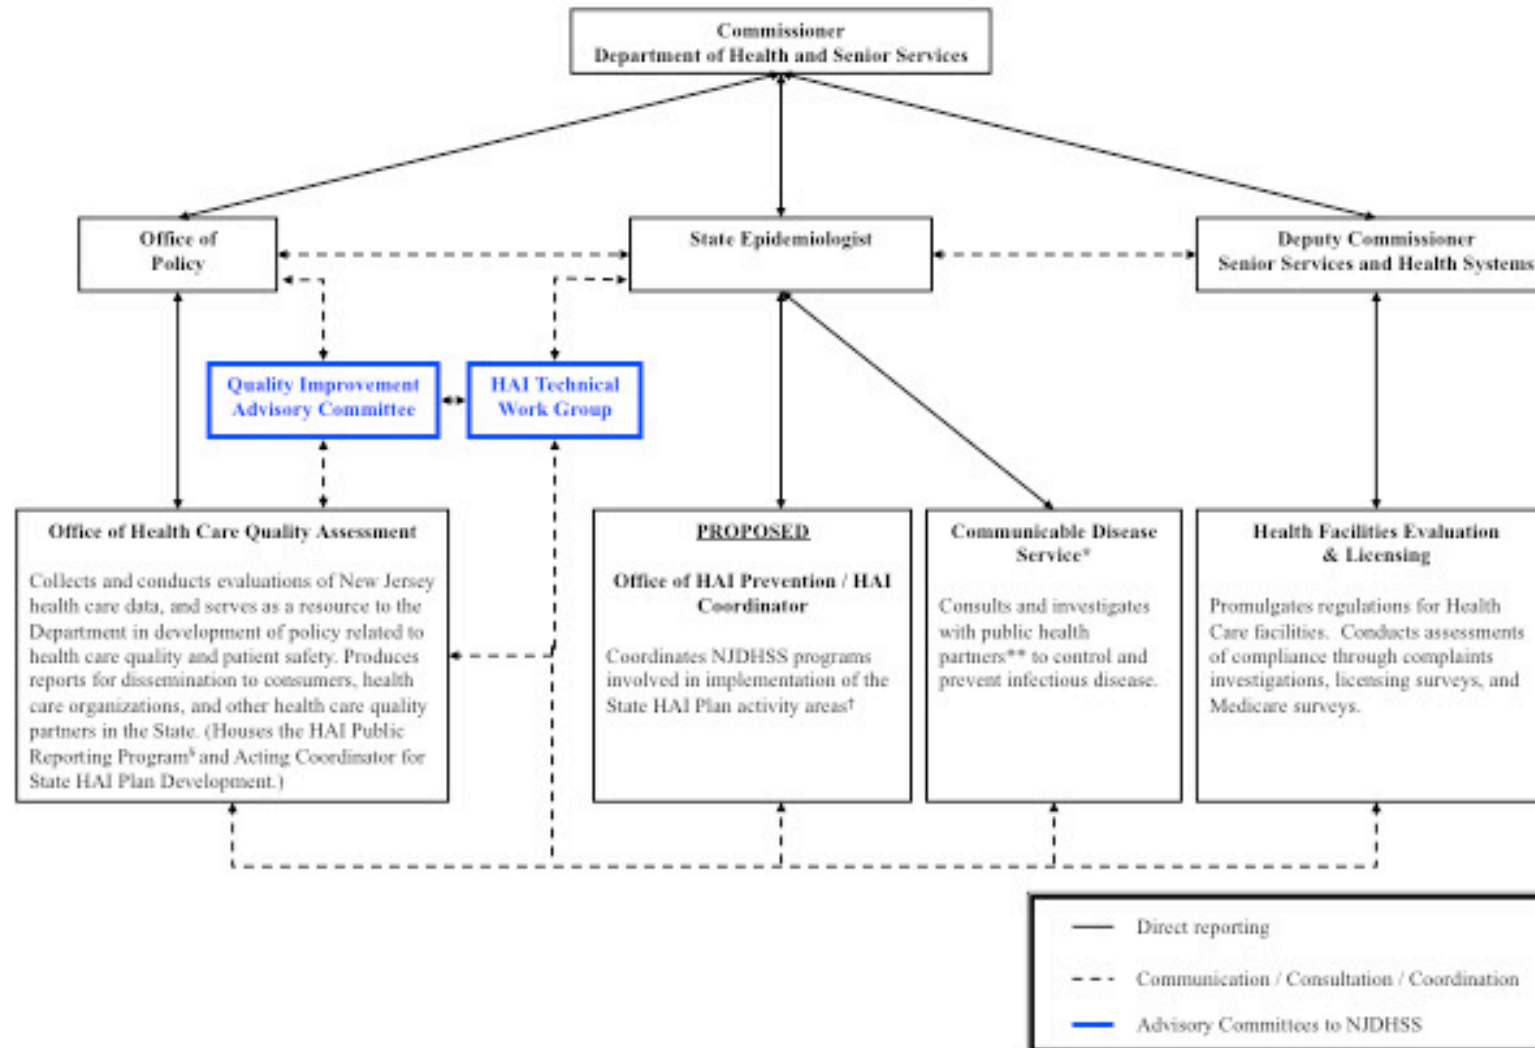 Commissioner
Department of Health and Senior Services
Office of
Policy
State Epidemiologist
Deputy Commissioner
Senior Services and Health Systems
Quality Improvement
Advisory Committee
HAI Technical
Work Group
Office of Health Care Quality Assessment
Collects and conducts evaluations of New Jersey
health care data, and serves as a resource to the
Department in development of policy related to
health care quality and patient safety. Produces
reports for dissemination to consumers, health
care organizations, and other health care quality
partners in the State. (Houses the HAI Public
Reporting Program§ and Acting Coordinator for
State HAI Plan Development.)
PROPOSED
Office of HAI Prevention / HAI
Coordinator
Coordinates NJDHSS programs
involved in implementation of the
State HAI Plan activity areas†
Communicable Disease
Service*
Consults and investigates
with public health
partners** to control and
prevent infectious disease.
Health Facilities Evaluation
& Licensing
Promulgates regulations for Health
Care facilities.  Conducts assessments
of compliance through complaints
investigations, licensing surveys, and
Medicare surveys.
Direct reporting
Communication / Consultation / Coordination
Advisory Committees to NJDHSS